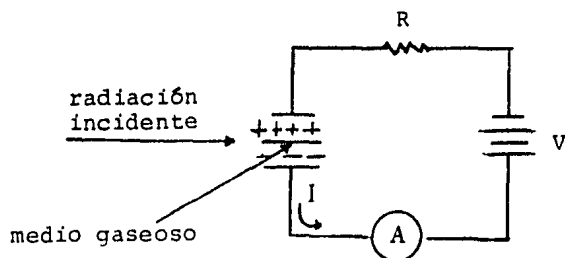 R
radiación
incidente
+ + + +
- - - -
V
I
medio gaseoso
A